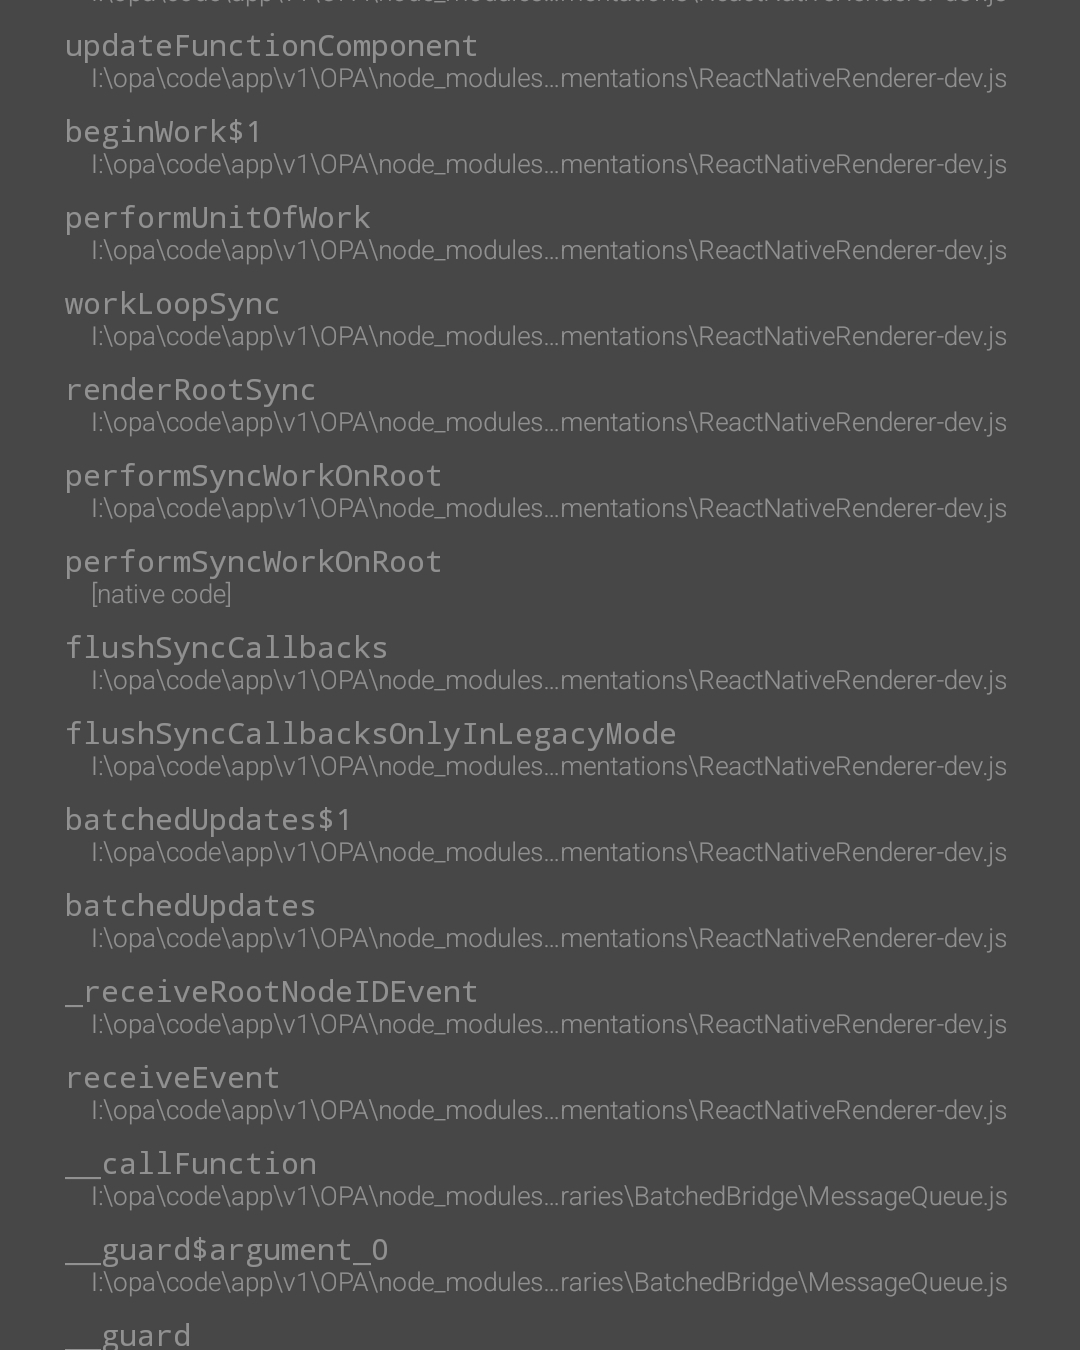 updateFunctionComponent
I:\opa\code\app\v1\OPA\node_modules...mentations\ReactNativeRenderer-dev.js
beginWork$1
I:\opa\code\app\v1\OPA\node_modules...mentations\ReactNativeRenderer-dev.js
performUnitOfWork
I:\opa\code\app\v1\OPA\node_modules...mentations\ReactNativeRenderer-dev.js
workLoopSync
I:\opa\code\app\v1\OPA\node_modules...mentations\ReactNativeRenderer-dev.js
renderRootSync
I:\opa\code\app\v1\OPA\node_modules...mentations\ReactNativeRenderer-dev.js
performSyncWorkOnRoot
I:\opa\code\app\v1\OPA\node_modules...mentations\ReactNativeRenderer-dev.js
performSyncWorkOnRoot
[native code]
flushSyncCallbacks
I:\opa\code\app\v1\OPA\node_modules...mentations\ReactNativeRenderer-dev.js
flushSyncCallbacksOnlyInLegacyMode
I:\opa\code\app\v1\OPA\node_modules...mentations\ReactNativeRenderer-dev.js
batchedUpdates$1
I:\opa\code\app\v1\OPA\node_modules...mentations\ReactNativeRenderer-dev.js
batchedUpdates
I:\opa\code\app\v1\OPA\node_modules...mentations\ReactNativeRenderer-dev.js
_receiveRootNodeIDEvent
I:\opa\code\app\v1\OPA\node_modules...mentations\ReactNativeRenderer-dev.js
receiveEvent
I:\opa\code\app\v1\OPA\node_modules...mentations\ReactNativeRenderer-dev.js
__callFunction
I:\opa\code\app\v1\OPA\node_modules...raries\BatchedBridge\MessageQueue.js
__guard$argument_0
I:\opa\code\app\v1\OPA\node_modules...raries\BatchedBridge\MessageQueue.js
__guard